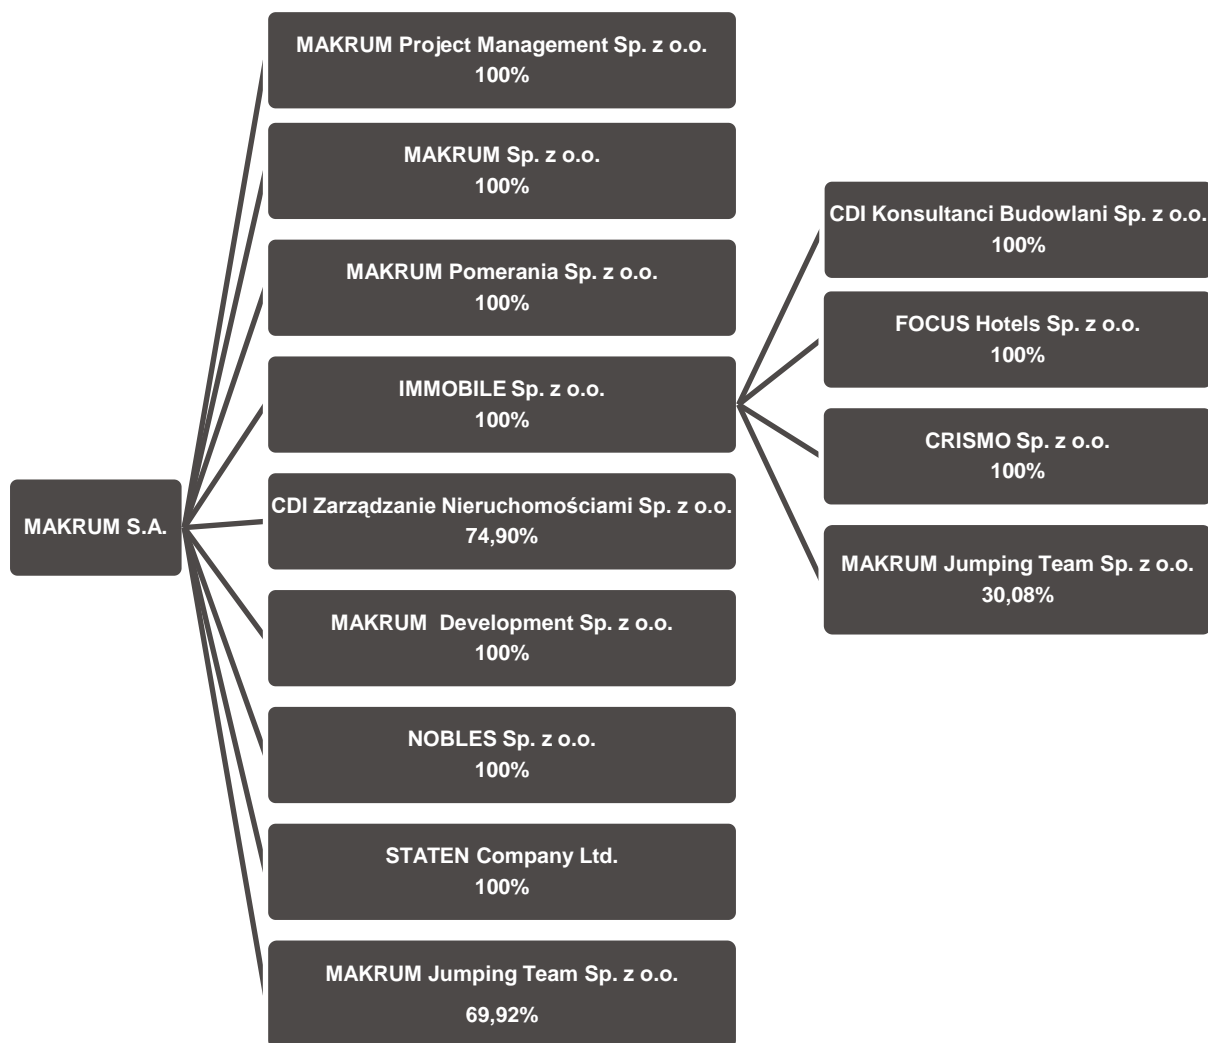 MAKRUM S.A.
MAKRUM Project Management Sp. z o.o.
100%
MAKRUM Sp. z o.o.
100%
MAKRUM Pomerania Sp. z o.o.
100%
IMMOBILE Sp. z o.o.
100%
CDI Zarządzanie Nieruchomościami Sp. z o.o.
74,90%
MAKRUM  Development Sp. z o.o.
100%
NOBLES Sp. z o.o.
100%
STATEN Company Ltd.
100%
MAKRUM Jumping Team Sp. z o.o.
69,92%
CDI Konsultanci Budowlani Sp. z o.o.
100%
FOCUS Hotels Sp. z o.o.
100%
CRISMO Sp. z o.o.
100%
MAKRUM Jumping Team Sp. z o.o.
30,08%